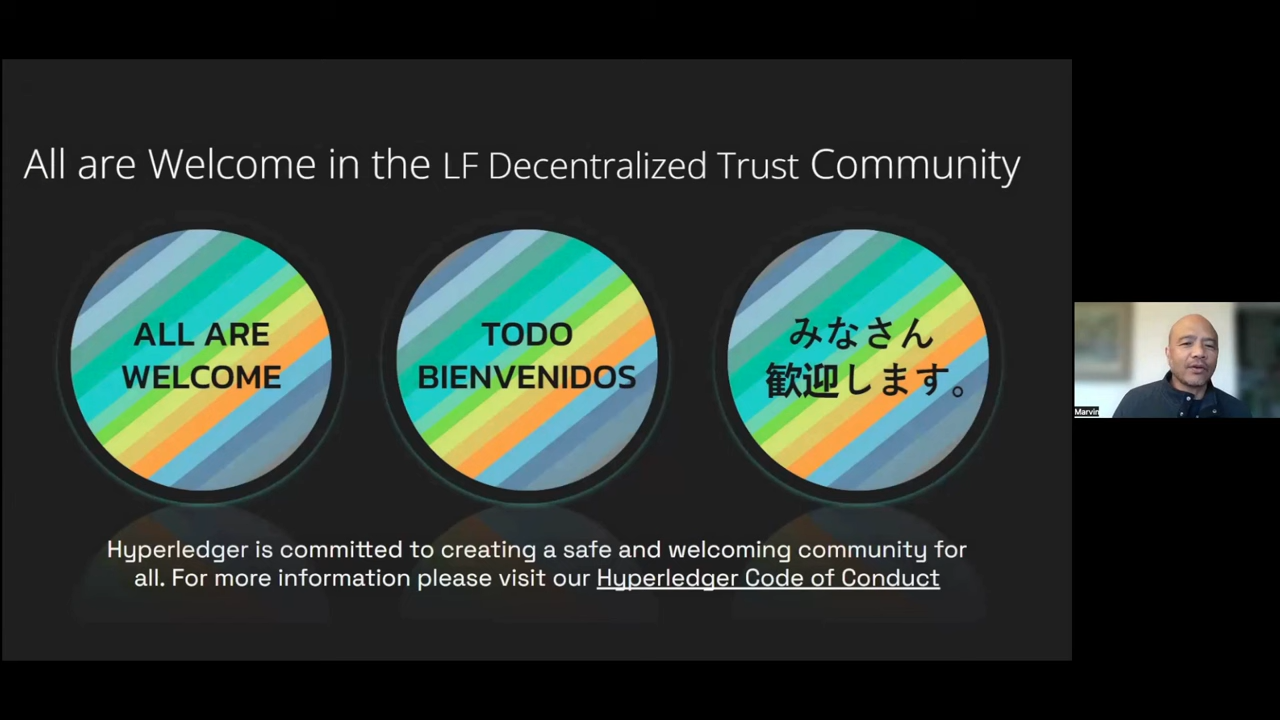 All are Welcome in the LF Decentralized Trust Community
ALL ARE
WELCOME
TODO
BIENVENIDOS
みなさん
歓迎します。
Hyperledger is committed to creating a safe and welcoming community for
all. For more information please visit our Hyperledger Code of Conduct
Marvin